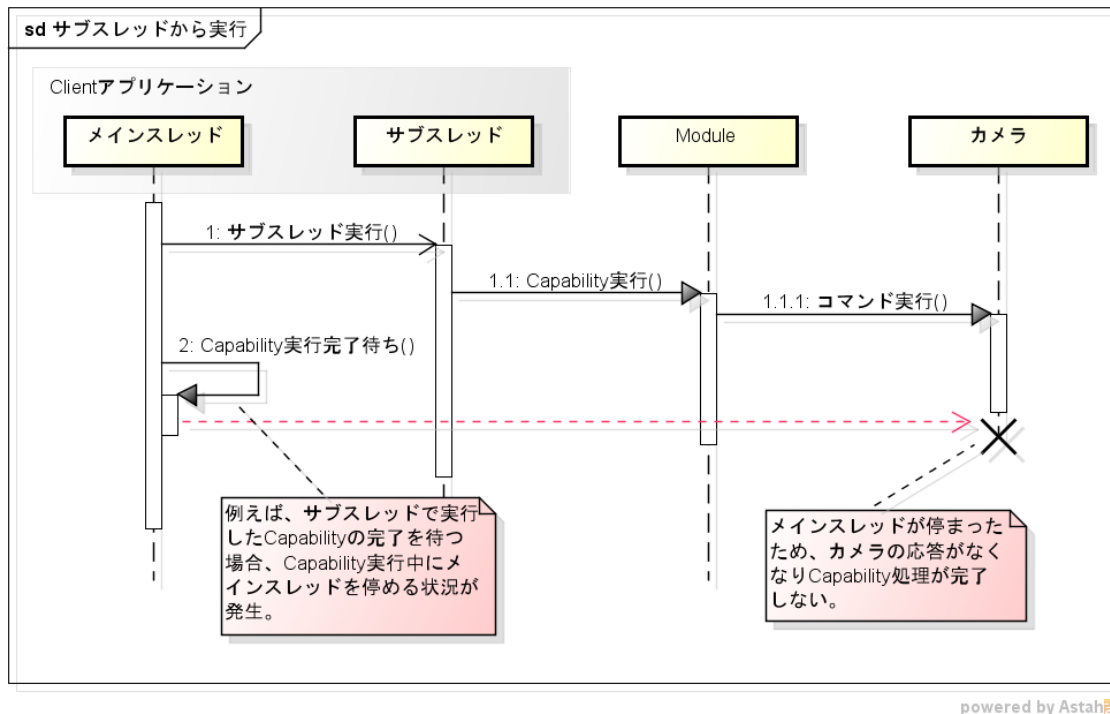 sd サブスレッドから実行
Clientアプリケーション
メインスレッド
サブスレッド
Module
カメラ
1: サブスレッド実行()
1.1: Capability実行()
1.1.1: コマンド実行()
2: Capability実行完了待ち()
例えば、サブスレッドで実行
したCapabilityの完了を待つ
場合、Capability実行中にメ
インスレッドを停める状況が
発生。
メインスレッドが停まった
ため、カメラの応答がなく
なりCapability処理が完了
しない。
powered by Astah